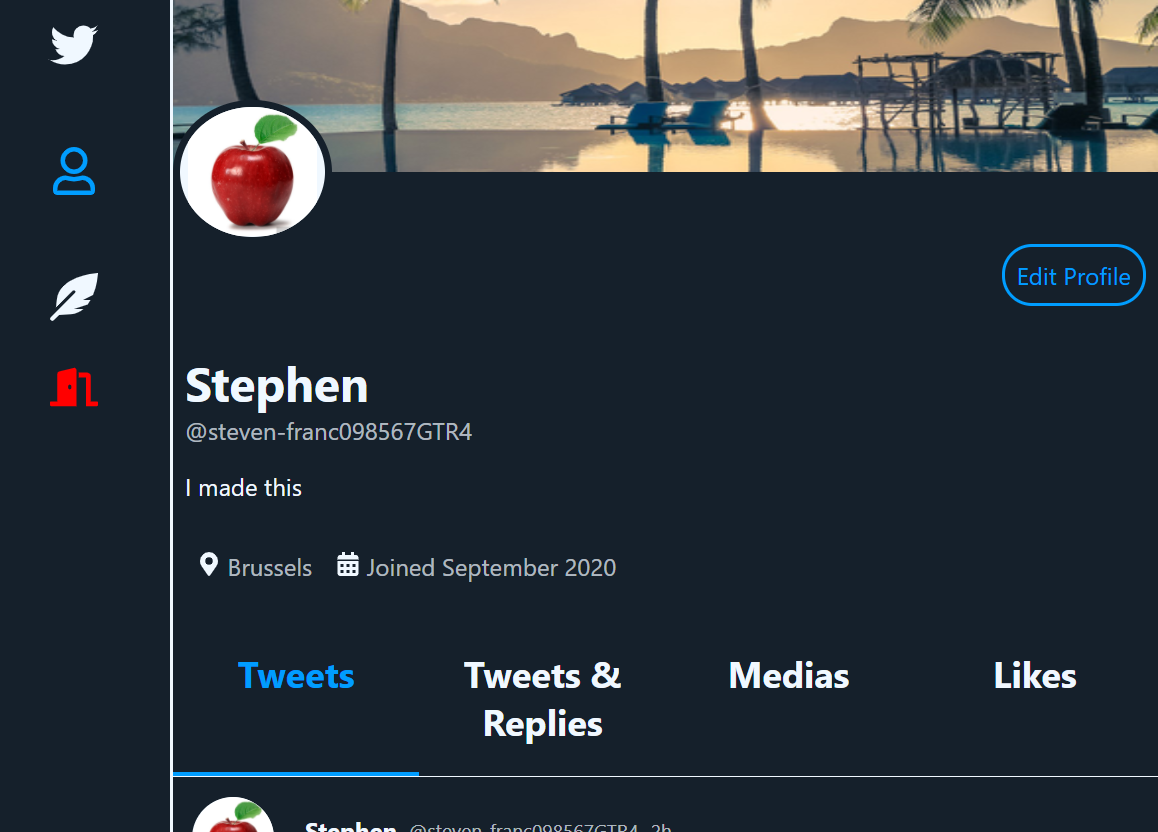 Edit Profile
Stephen
@steven-franc098567GTR4
I made this
Brussels Joined September 2020
Tweets Tweets & Medias Likes
Replies
Stephen @steven-franc098567GTR4 2h